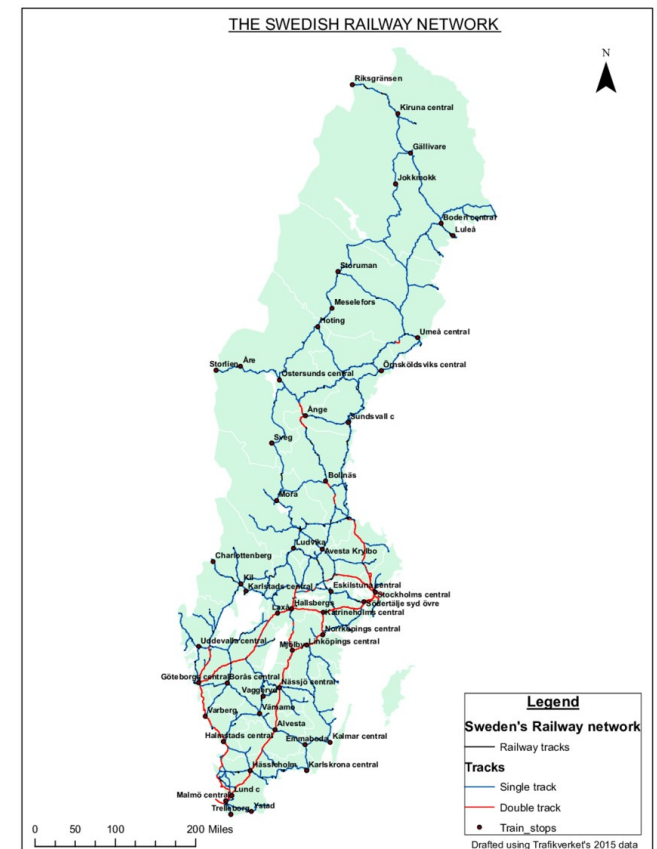 THE SWEDISH RAILWAY NETWORK
N
Riksgränsen
Kiruna central
Gällivare
Jokkmokk
Boden central
Luleå
Storuman
Meselefors
Hoting
Umeå central
Storlien
Åre
Östersunds central
Örnsköldsviks central
Ånge
Sundsvall c
Sveg
Bollnäs
Mora
Ludvika
Avesta Krylbo
Charlottenberg
Kil
Karlstads central
Eskilstuna central
Stockholms central
Södertälje syd övre
Laxå
Hallsbergs
Katrineholms central
Norrköpings central
Linköpings central
Mjölby
Uddevalla central
Göteborgs central
Borås central
Nässjö central
Vaggeryd
Värnamo
Varberg
Alvesta
Halmstads central
Emmaboda
Kalmar central
Hässleholm
Karlskrona central
Lund c
Malmö central
Trelleborg
Ystad
Legend
Sweden's Railway network
Railway tracks
Tracks
Single track
Double track
Train_stops
0 50 100 200 Miles
Drafted using Trafikverket's 2015 data